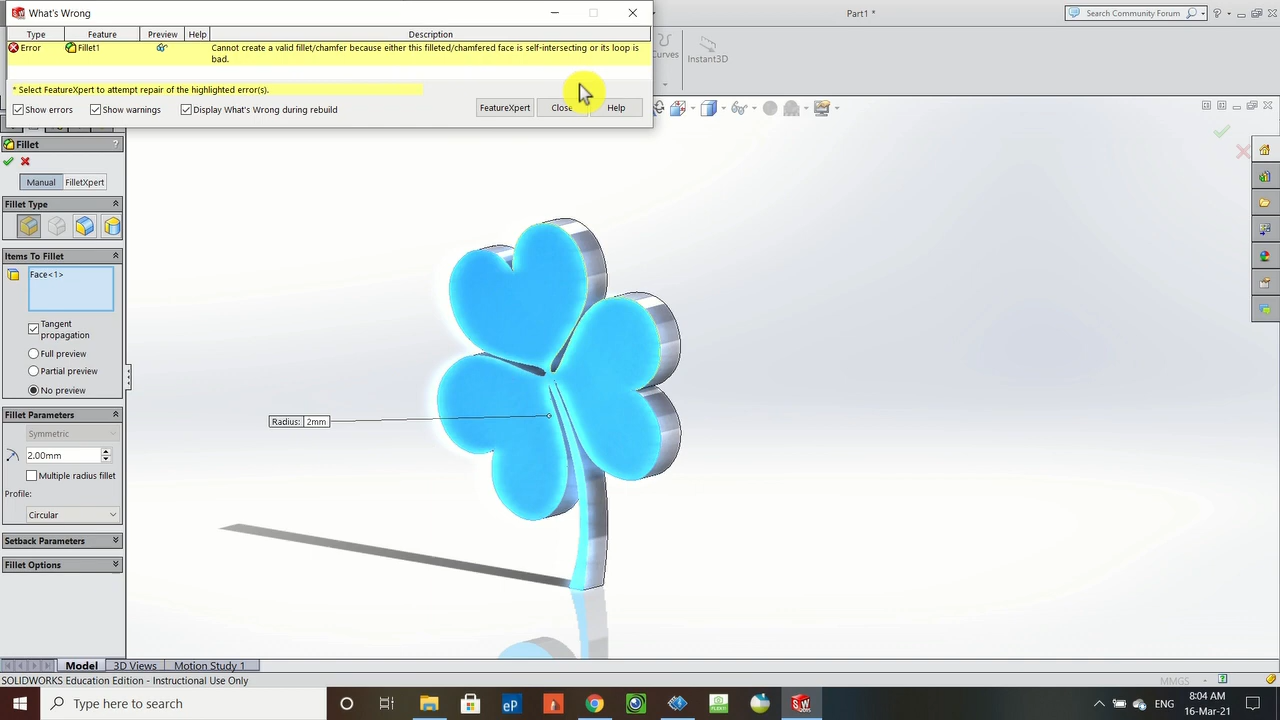 What's Wrong
Part1 *
Search Community Forum
Type Feature Preview Help Description
Error Fillet1 Cannot create a valid fillet/chamfer because either this filleted/chamfered face is self-intersecting or its loop is
bad.
* Select FeatureXpert to attempt repair of the highlighted error(s).
Show errors Show warnings Display What's Wrong during rebuild
FeatureXpert Close Help
Curves
Instant3D
Fillet
Manual FilletXpert
Fillet Type
Items To Fillet
Face<1>
Tangent
propagation
Full preview
Partial preview
No preview
Fillet Parameters
Symmetric
2.00mm
Multiple radius fillet
Profile:
Circular
Setback Parameters
Fillet Options
Radius: 2mm
Model 3D Views Motion Study 1
SOLIDWORKS Education Edition - Instructional Use Only
MMGS
Type here to search
ENG
8:04 AM
16-Mar-21